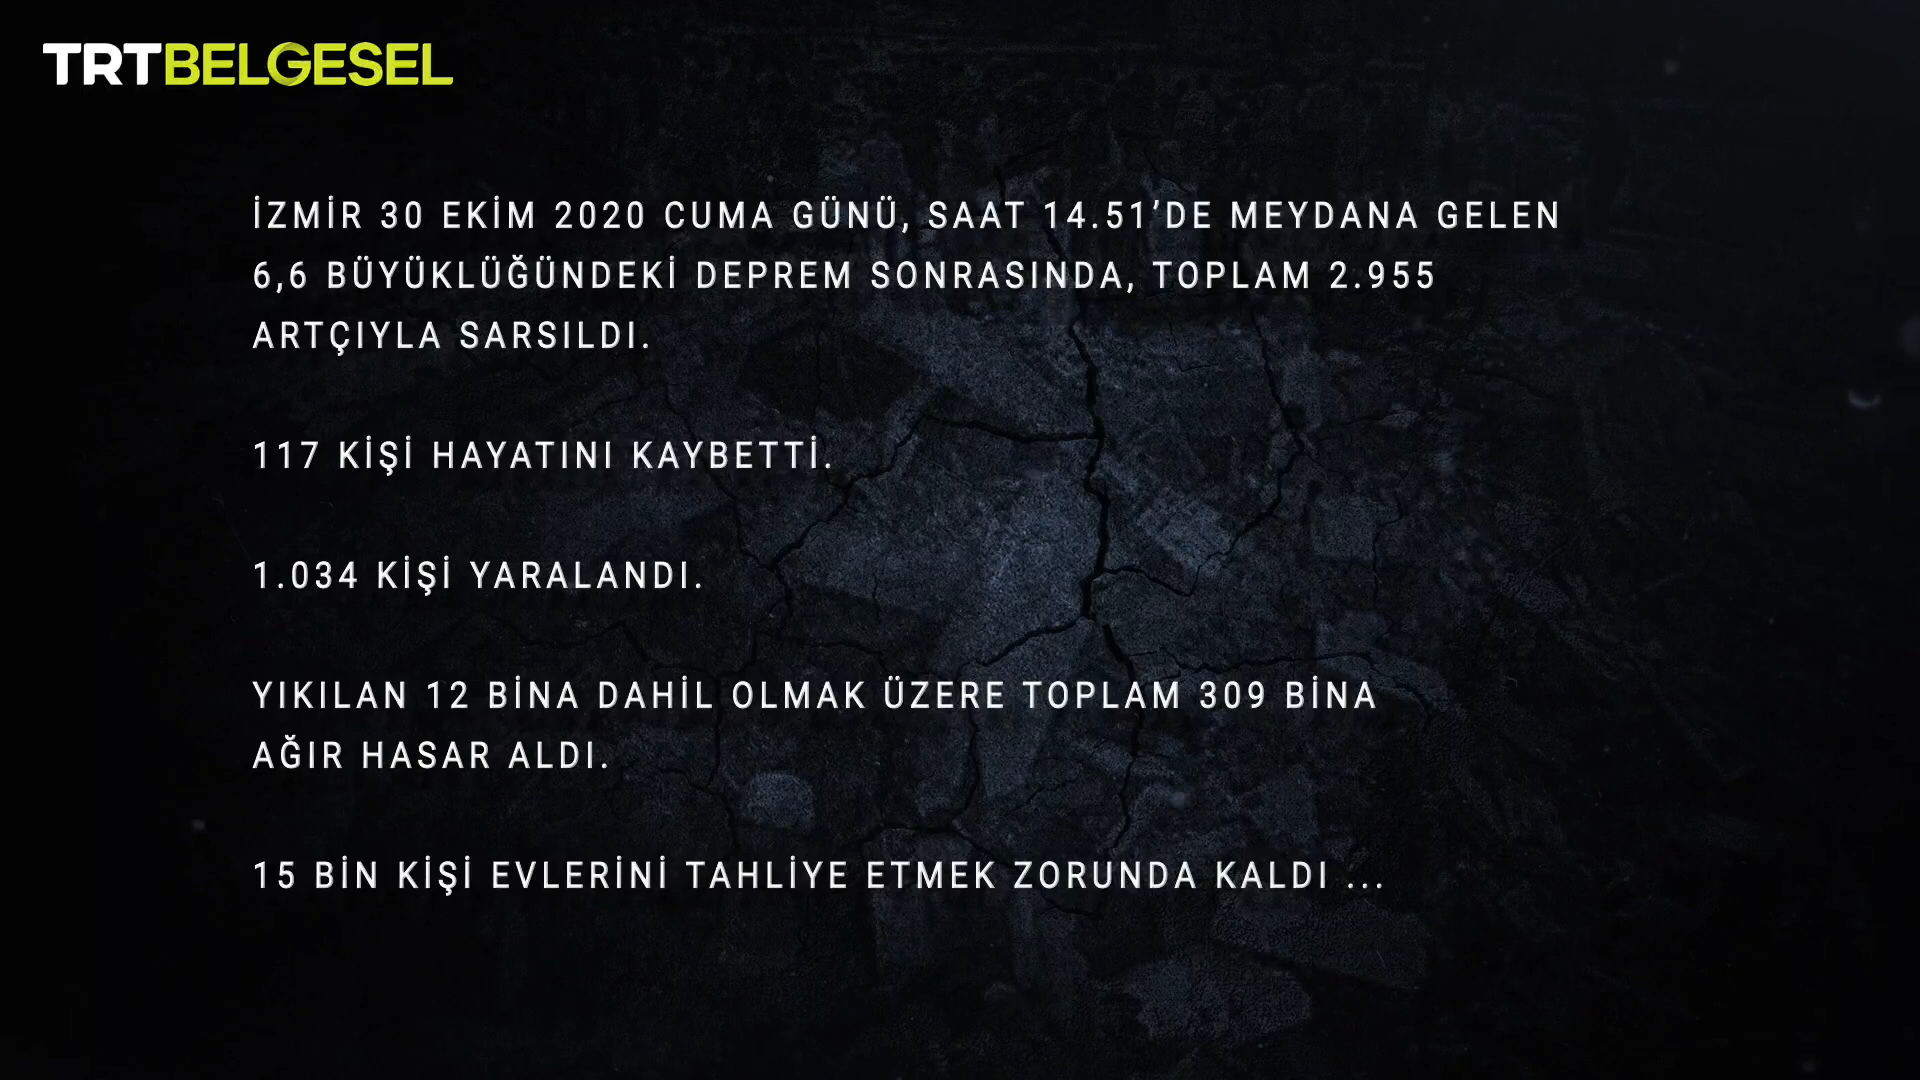 TRTBELGESEL
İZMİR 30 EKİM 2020 CUMA GÜNÜ, SAAT 14.51’DE MEYDANA GELEN
6,6 BÜYÜKLÜĞÜNDEKİ DEPREM SONRASINDA, TOPLAM 2.955
ARTÇIYLA SARSILDI.
117 KİŞİ HAYATINI KAYBETTİ.
1.034 KİŞİ YARALANDI.
YIKILAN 12 BİNA DAHİL OLMAK ÜZERE TOPLAM 309 BİNA
AĞIR HASAR ALDI.
15 BİN KİŞİ EVLERİNİ TAHLİYE ETMEK ZORUNDA KALDI ...